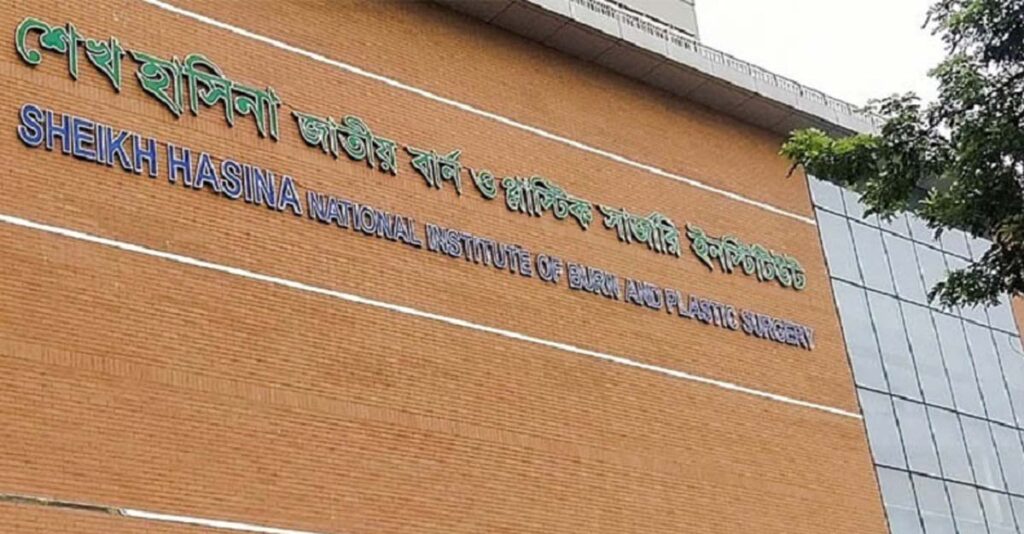 শেখ হাসিনা জাতীয় বার্ন ও প্লাস্টিক সার্জারি ইনস্টিটিউট
SHEIKH HASINA NATIONAL INSTITUTE OF BURN AND PLASTIC SURGERY